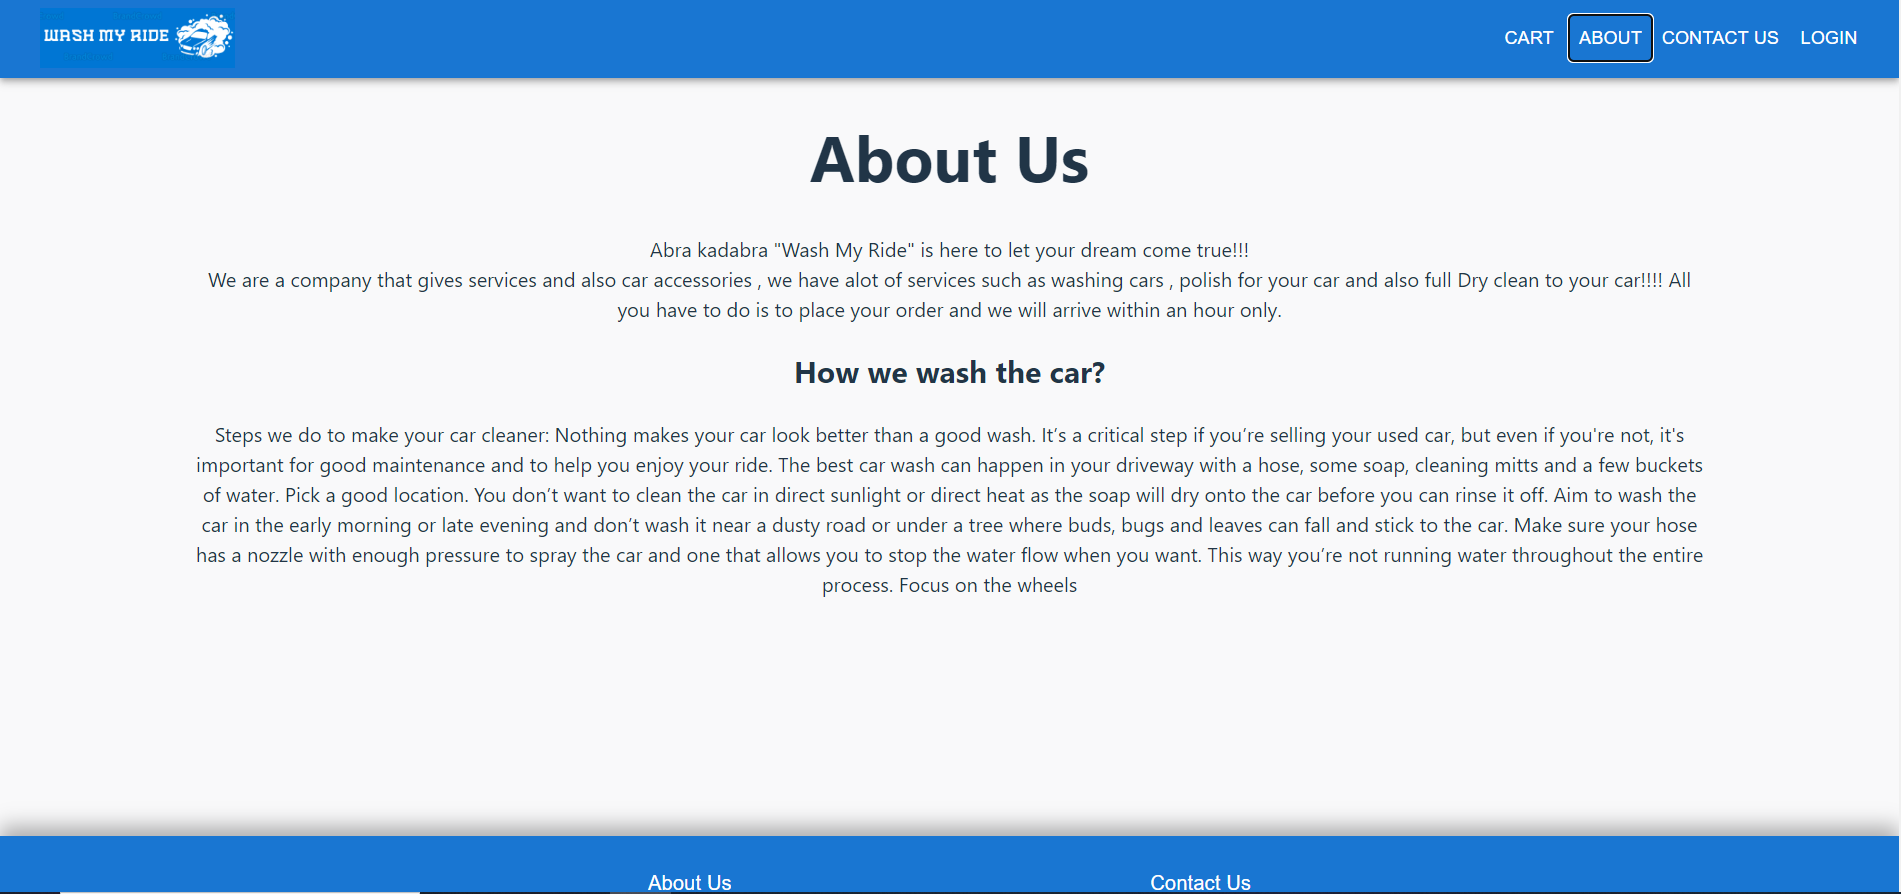 WASH MY RIDE
CART ABOUT CONTACT US LOGIN
About Us
Abra kadabra "Wash My Ride" is here to let your dream come true!!!
We are a company that gives services and also car accessories , we have alot of services such as washing cars , polish for your car and also full Dry clean to your car!!!! All
you have to do is to place your order and we will arrive within an hour only.
How we wash the car?
Steps we do to make your car cleaner: Nothing makes your car look better than a good wash. It’s a critical step if you’re selling your used car, but even if you're not, it's
important for good maintenance and to help you enjoy your ride. The best car wash can happen in your driveway with a hose, some soap, cleaning mitts and a few buckets
of water. Pick a good location. You don’t want to clean the car in direct sunlight or direct heat as the soap will dry onto the car before you can rinse it off. Aim to wash the
car in the early morning or late evening and don’t wash it near a dusty road or under a tree where buds, bugs and leaves can fall and stick to the car. Make sure your hose
has a nozzle with enough pressure to spray the car and one that allows you to stop the water flow when you want. This way you’re not running water throughout the entire
process. Focus on the wheels
About Us Contact Us